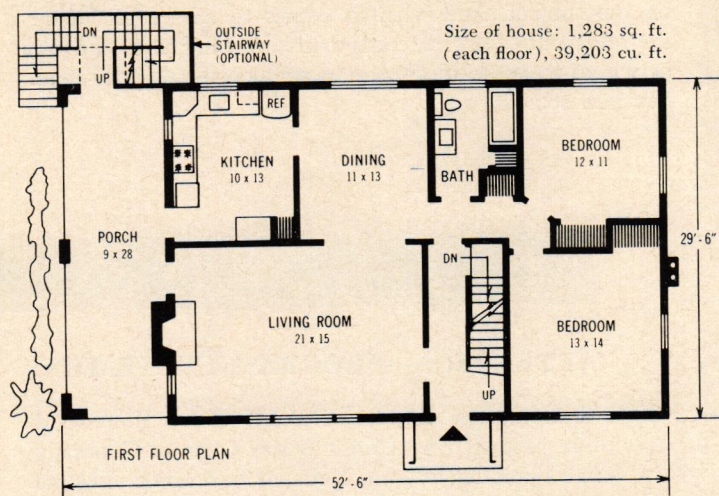 Size of house: 1,283 sq. ft.
(each floor), 39,203 cu. ft.
OUTSIDE
STAIRWAY
(OPTIONAL)
DN
UP
REF
KITCHEN
10 x 13
DINING
11 x 13
BATH
BEDROOM
12 x 11
PORCH
9 x 28
29'-6"
DN
LIVING ROOM
21 x 15
BEDROOM
13 x 14
UP
FIRST FLOOR PLAN
52'-6"